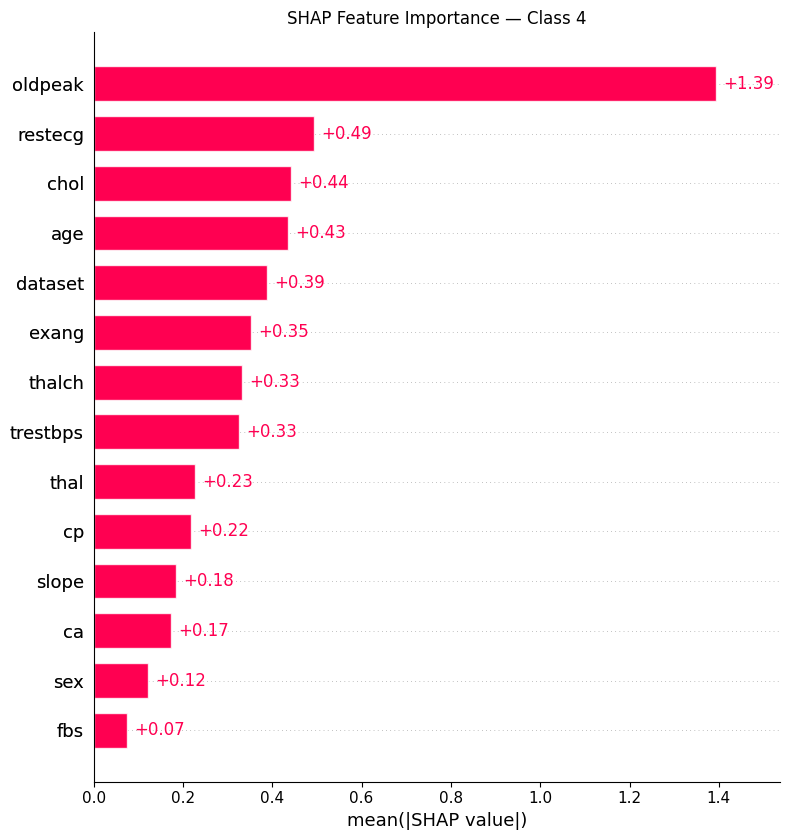 SHAP Feature Importance — Class 4
oldpeak +1.39
restecg +0.49
chol +0.44
age +0.43
dataset +0.39
exang +0.35
thalch +0.33
trestbps +0.33
thal +0.23
cp +0.22
slope +0.18
ca +0.17
sex +0.12
fbs +0.07
0.0 0.2 0.4 0.6 0.8 1.0 1.2 1.4
mean(|SHAP value|)